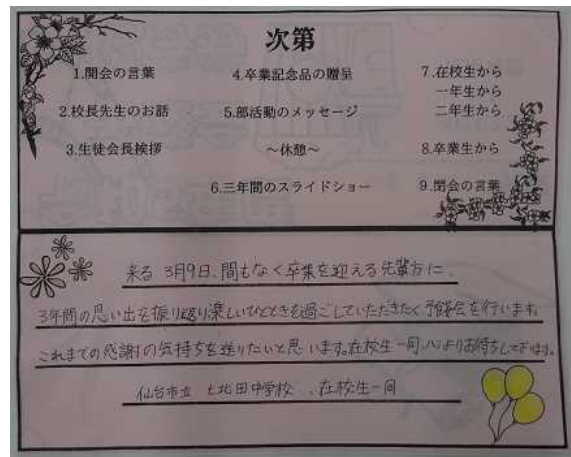 次第
1.開会の言葉
2.校長先生のお話
3.生徒会長挨拶
4.卒業記念品の贈呈
5.部活動のメッセージ
～休憩～
6.三年間のスライドショー
7.在校生から
一年生から
二年生から
8.卒業生から
9.閉会の言葉
来る 3月9日、間もなく卒業を迎える先輩方に、
3年間の思い出を振り返り楽しいひとときを過ごしていただきたく予餞会を行います。
これまでの感謝の気持ちを送りたいと思います。在校生一同、心よりお待ちしております。
仙台市立 七北田中学校 、在校生一同